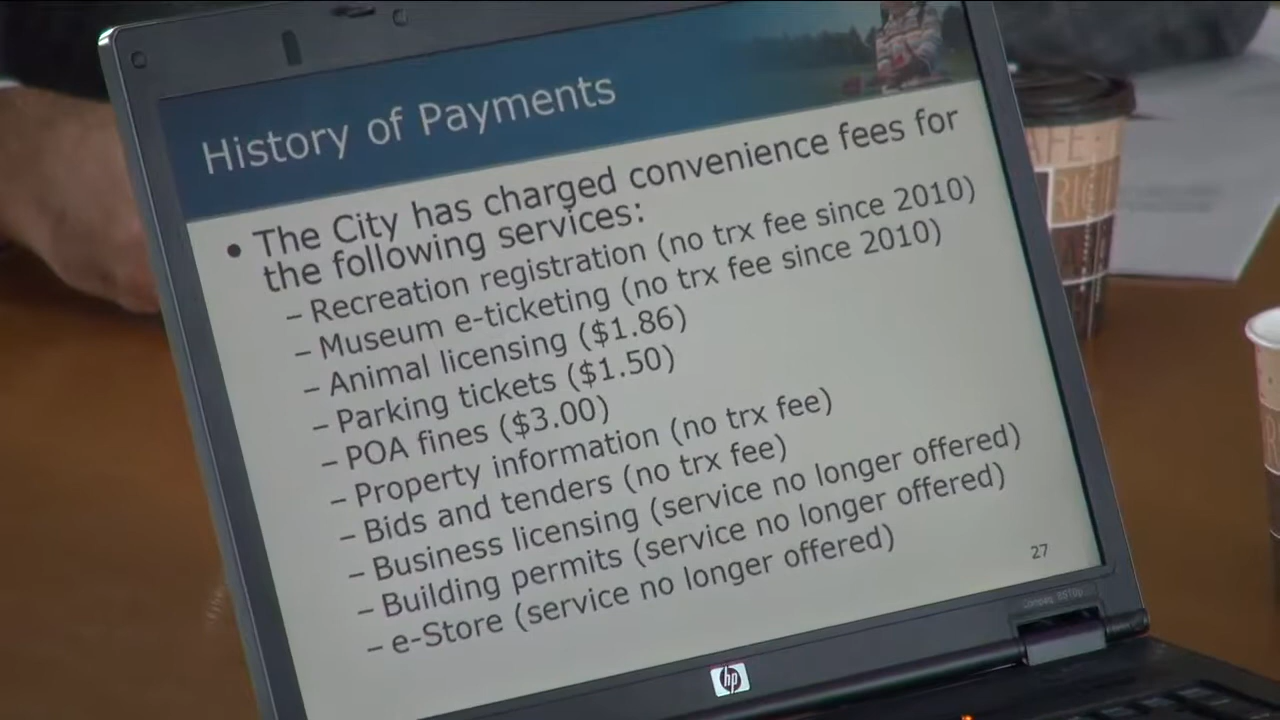 History of Payments
• The City has charged convenience fees for
the following services:
– Recreation registration (no trx fee since 2010)
– Museum e-ticketing (no trx fee since 2010)
– Animal licensing ($1.86)
– Parking tickets ($1.50)
– POA fines ($3.00)
– Property information (no trx fee)
– Bids and tenders (no trx fee)
– Business licensing (service no longer offered)
– Building permits (service no longer offered)
– e-Store (service no longer offered)
27
hp